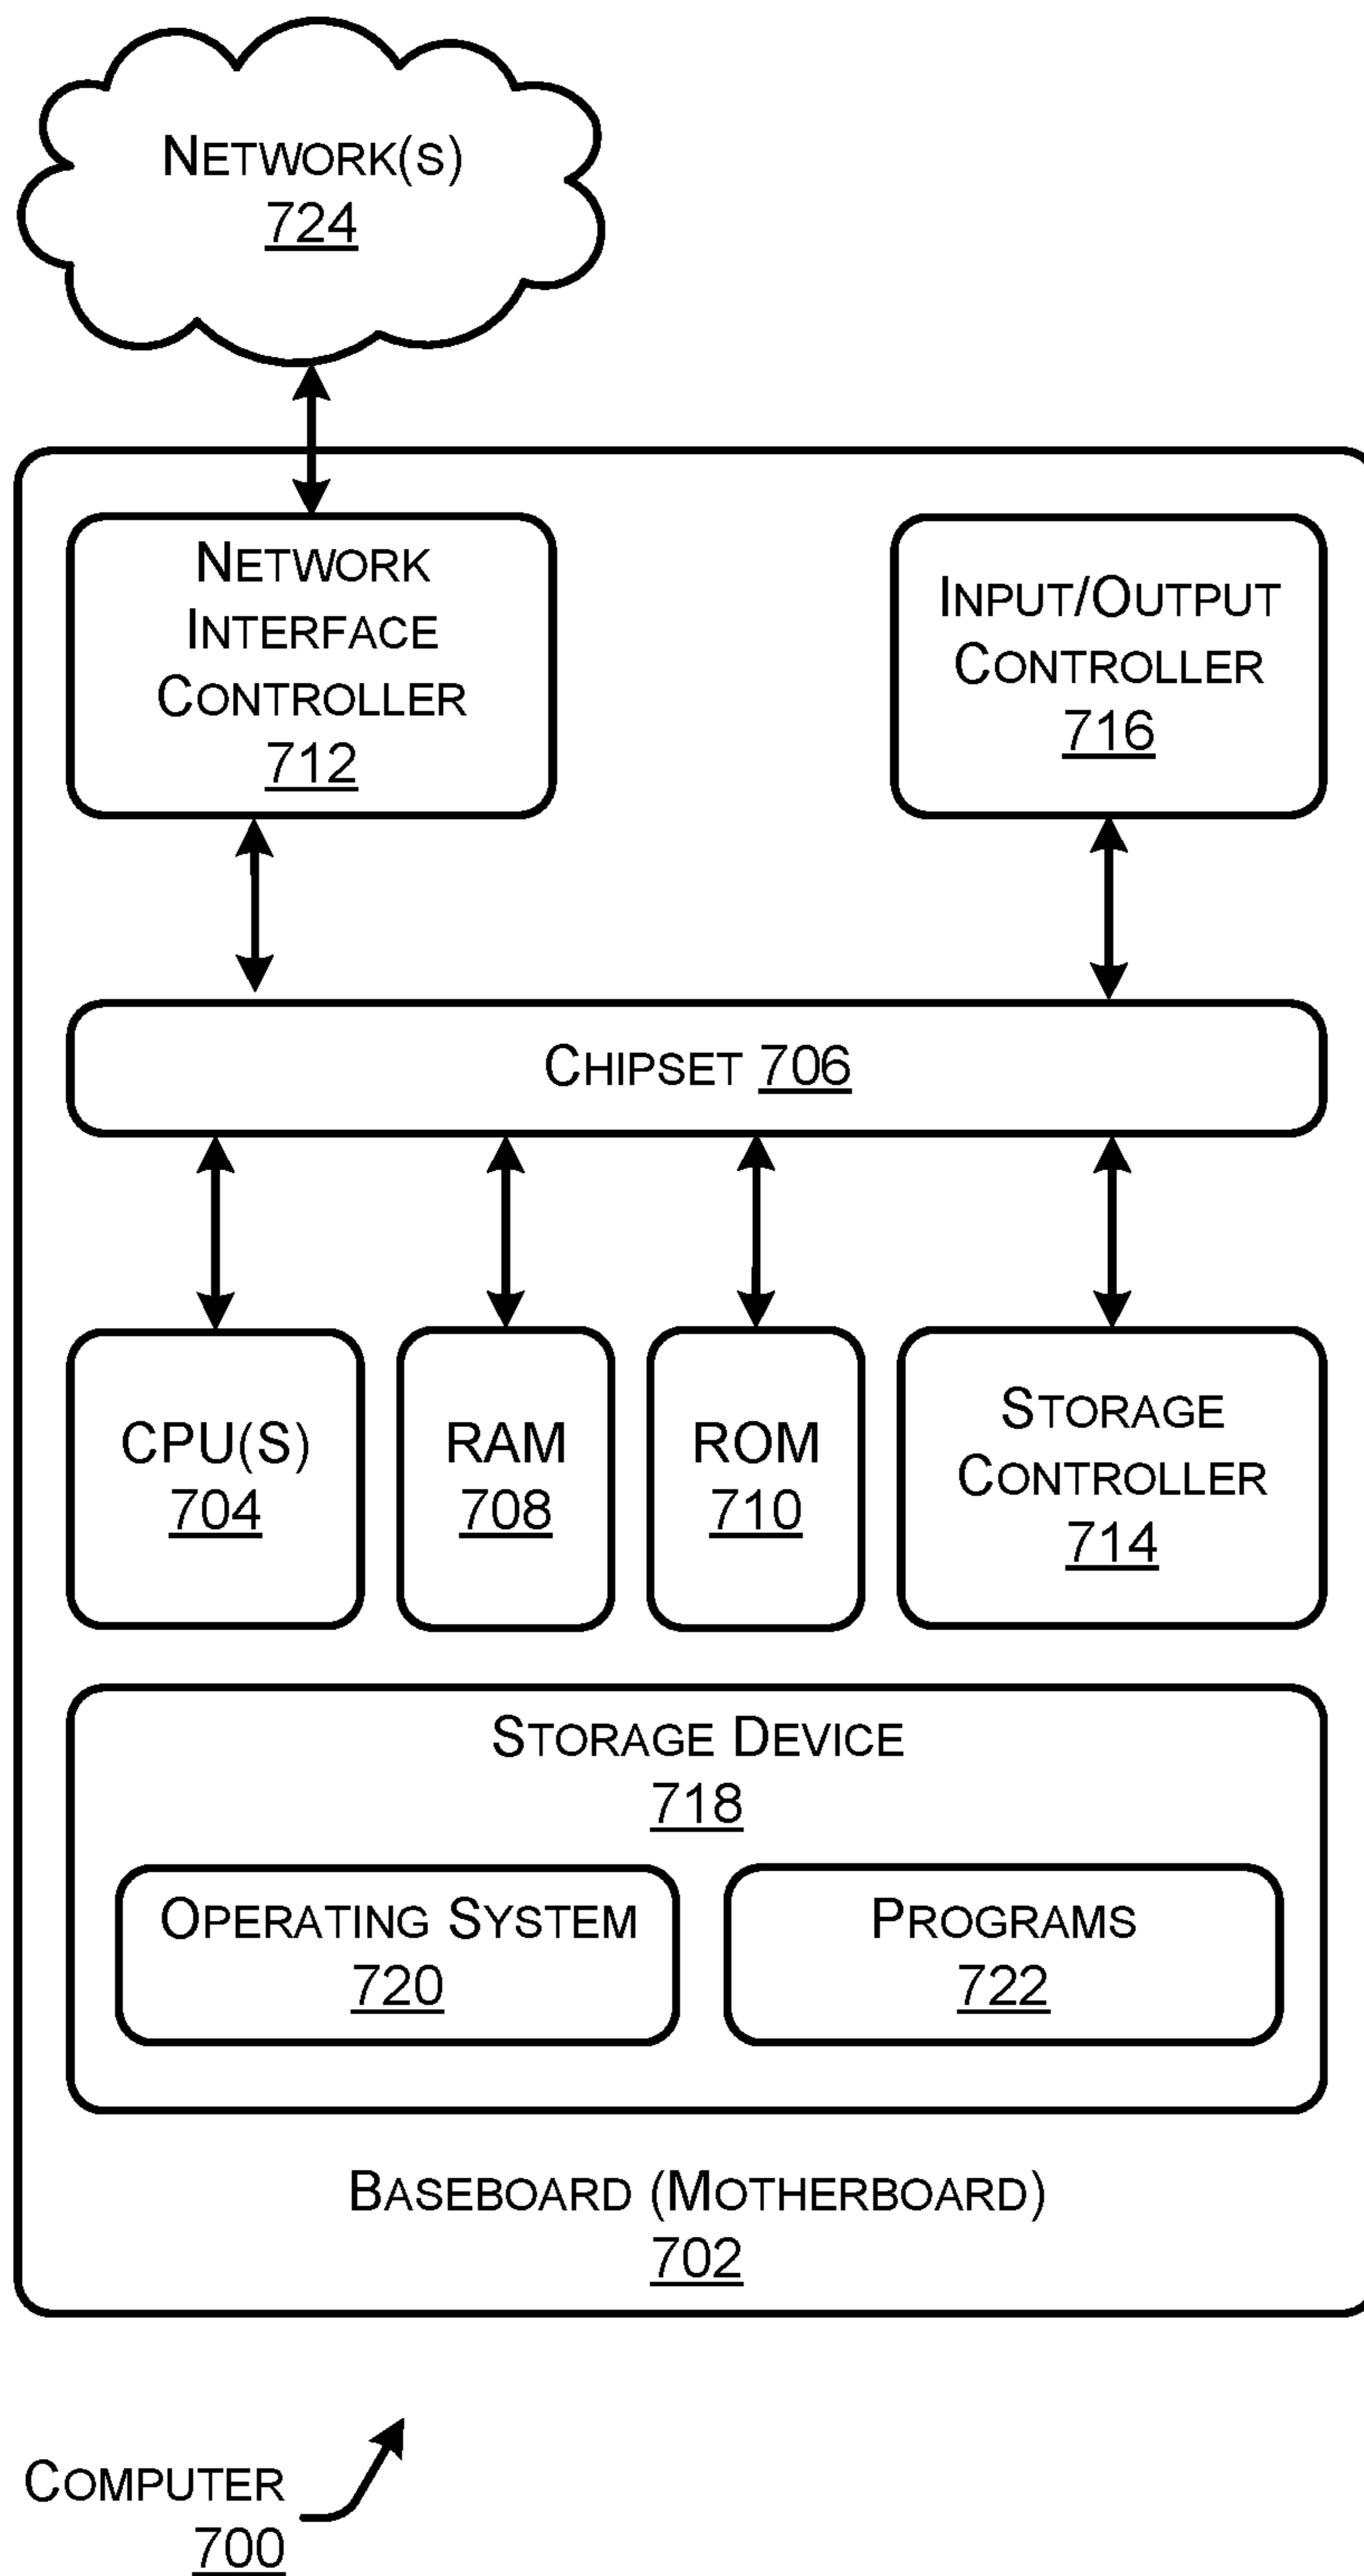 NETWORK(S)
724
NETWORK
INTERFACE
CONTROLLER
712
INPUT/OUTPUT
CONTROLLER
716
CHIPSET 706
CPU(S)
704
RAM
708
ROM
710
STORAGE
CONTROLLER
714
STORAGE DEVICE
718
OPERATING SYSTEM
720
PROGRAMS
722
BASEBOARD (MOTHERBOARD)
702
COMPUTER
700